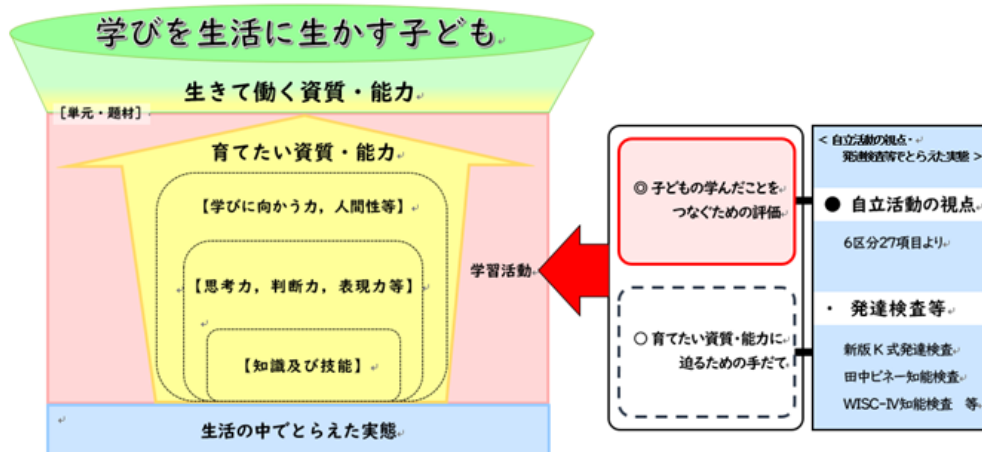 学びを生活に生かす子ども
生きて働く資質・能力
[単元・題材]
育てたい資質・能力
【学びに向かう力，人間性等】
【思考力，判断力，表現力等】
【知識及び技能】
生活の中でとらえた実態
学習活動
◎ 子どもの学んだことを
つなぐための評価
○ 育てたい資質・能力に
迫るための手だて
＜ 自立活動の視点・
発達検査等でとらえた実態 ＞
● 自立活動の視点
6区分27項目より
・ 発達検査等
新版K式発達検査
田中ビネー知能検査
WISC-Ⅳ知能検査 等